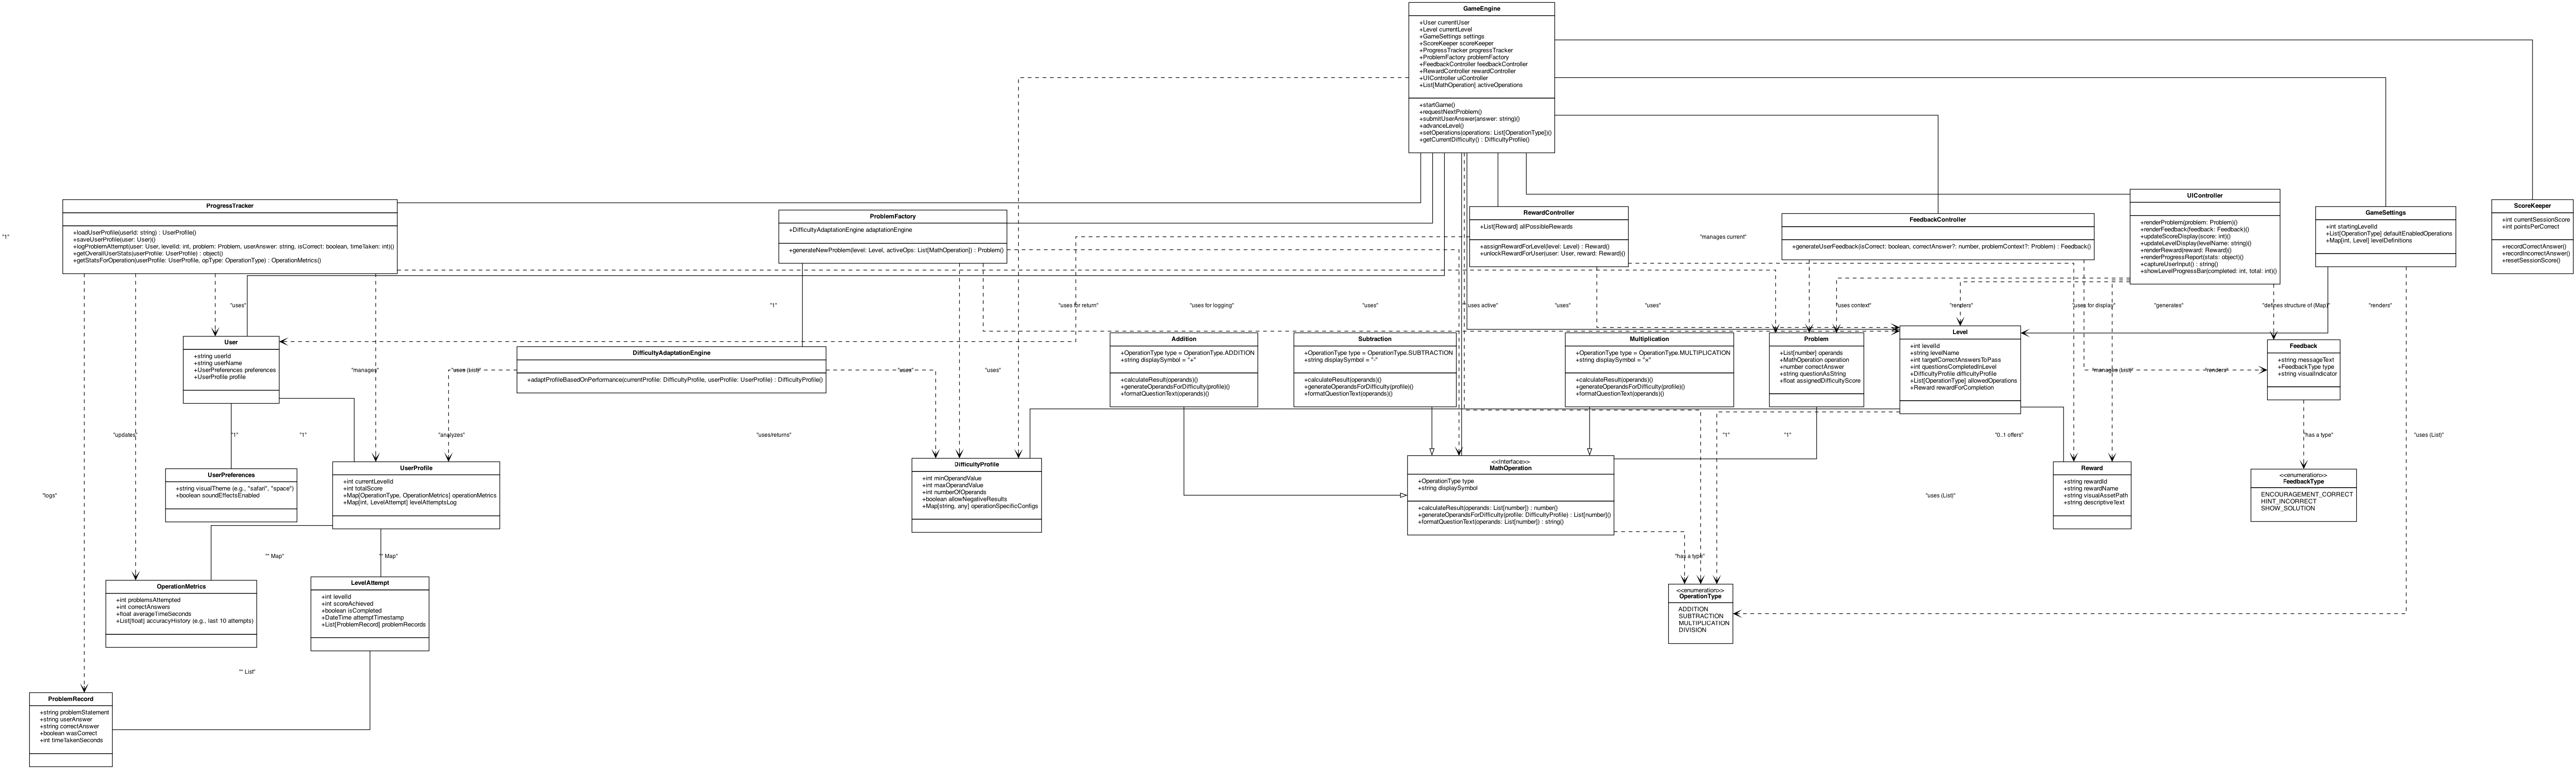 GameEngine
+User currentUser
+Level currentLevel
+GameSettings settings
+ScoreKeeper scoreKeeper
+ProgressTracker progressTracker
+ProblemFactory problemFactory
+FeedbackController feedbackController
+RewardController rewardController
+UIController uiController
+List[MathOperation] activeOperations
+startGame()
+requestNextProblem()
+submitUserAnswer(answer: string)()
+advanceLevel()
+setOperations(operations: List[OperationType])()
+getCurrentDifficulty() : DifficultyProfile()
ProgressTracker
+loadUserProfile(userId: string) : UserProfile()
+saveUserProfile(user: User)()
+logProblemAttempt(user: User, levelId: int, problem: Problem, userAnswer: string, isCorrect: boolean, timeTaken: int)()
+getOverallUserStats(userProfile: UserProfile) : object()
+getStatsForOperation(userProfile: UserProfile, opType: OperationType) : OperationMetrics()
ProblemFactory
+DifficultyAdaptationEngine adaptationEngine
+generateNewProblem(level: Level, activeOps: List[MathOperation]) : Problem()
RewardController
+List[Reward] allPossibleRewards
+assignRewardForLevel(level: Level) : Reward()
+unlockRewardForUser(user: User, reward: Reward)()
FeedbackController
+generateUserFeedback(isCorrect: boolean, correctAnswer?: number, problemContext?: Problem) : Feedback()
UIController
+renderProblem(problem: Problem)()
+renderFeedback(feedback: Feedback)()
+updateScoreDisplay(score: int)()
+updateLevelDisplay(levelName: string)()
+renderReward(reward: Reward)()
+renderProgressReport(stats: object)()
+captureUserInput() : string()
+showLevelProgressBar(completed: int, total: int)()
GameSettings
+int startingLevelId
+List[OperationType] defaultEnabledOperations
+Map[int, Level] levelDefinitions
ScoreKeeper
+int currentSessionScore
+int pointsPerCorrect
+recordCorrectAnswer()
+recordIncorrectAnswer()
+resetSessionScore()
"1"
"manages current"
"uses"
"1"
"uses for return"
"uses for logging"
"uses"
"* uses active"
"uses"
"uses"
"uses context"
"renders"
"uses for display"
"generates"
"defines structure of (Map)"
"renders"
User
+string userId
+string userName
+UserPreferences preferences
+UserProfile profile
DifficultyAdaptationEngine
+adaptProfileBasedOnPerformance(currentProfile: DifficultyProfile, userProfile: UserProfile) : DifficultyProfile()
Addition
+OperationType type = OperationType.ADDITION
+string displaySymbol = "+"
+calculateResult(operands)()
+generateOperandsForDifficulty(profile)()
+formatQuestionText(operands)()
Subtraction
+OperationType type = OperationType.SUBTRACTION
+string displaySymbol = "-"
+calculateResult(operands)()
+generateOperandsForDifficulty(profile)()
+formatQuestionText(operands)()
Multiplication
+OperationType type = OperationType.MULTIPLICATION
+calculateResult(operands)()
+generateOperandsForDifficulty(profile)()
+formatQuestionText(operands)()
Problem
+List[number] operands
+MathOperation operation
+number correctAnswer
+string questionAsString
+float assignedDifficultyScore
Level
+int levelId
+string levelName
+int targetCorrectAnswersToPass
+int questionsCompletedInLevel
+DifficultyProfile difficultyProfile
+List[OperationType] allowedOperations
+Reward rewardForCompletion
Feedback
+string messageText
+FeedbackType type
+string visualIndicator
"manages"
"uses (List)"
"uses"
"uses"
"manages (List)"
"renders"
"updates"
"1"
"1"
"analyzes"
"uses/returns"
"1"
"1"
"0..1 offers"
"has a type"
"uses (List)"
UserPreferences
+string visualTheme (e.g., "safari", "space")
+boolean soundEffectsEnabled
UserProfile
+int currentLevelId
+int totalScore
+Map[OperationType, OperationMetrics] operationMetrics
+Map[int, LevelAttempt] levelAttemptsLog
DifficultyProfile
+int minOperandValue
+int maxOperandValue
+int numberOfOperands
+boolean allowNegativeResults
+Map[string, any] operationSpecificConfigs
<<Interface>>
MathOperation
+OperationType type
+string displaySymbol
+calculateResult(operands: List[number]) : number()
+generateOperandsForDifficulty(profile: DifficultyProfile) : List[number]()
+formatQuestionText(operands: List[number]) : string()
Reward
+string rewardId
+string rewardName
+string visualAssetPath
+string descriptiveText
<<enumeration>>
FeedbackType
ENCOURAGEMENT_CORRECT
HINT_INCORRECT
SHOW_SOLUTION
"logs"
"uses (List)"
"* Map"
"* Map"
"has a type"
OperationMetrics
+int problemsAttempted
+int correctAnswers
+float averageTimeSeconds
+List[float] accuracyHistory (e.g., last 10 attempts)
LevelAttempt
+int levelId
+int scoreAchieved
+boolean isCompleted
+DateTime attemptTimestamp
+List[ProblemRecord] problemRecords
<<enumeration>>
OperationType
ADDITION
SUBTRACTION
MULTIPLICATION
DIVISION
"* List"
ProblemRecord
+string problemStatement
+string userAnswer
+string correctAnswer
+boolean wasCorrect
+int timeTakenSeconds